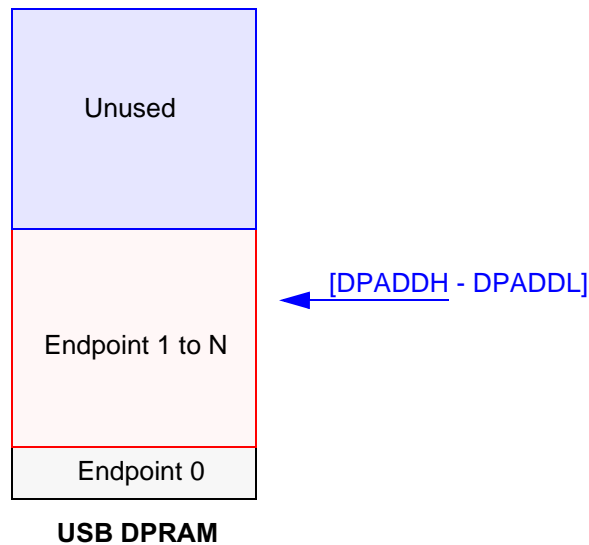 Unused
[DPADDH - DPADDL]
Endpoint 1 to N
Endpoint 0
USB DPRAM